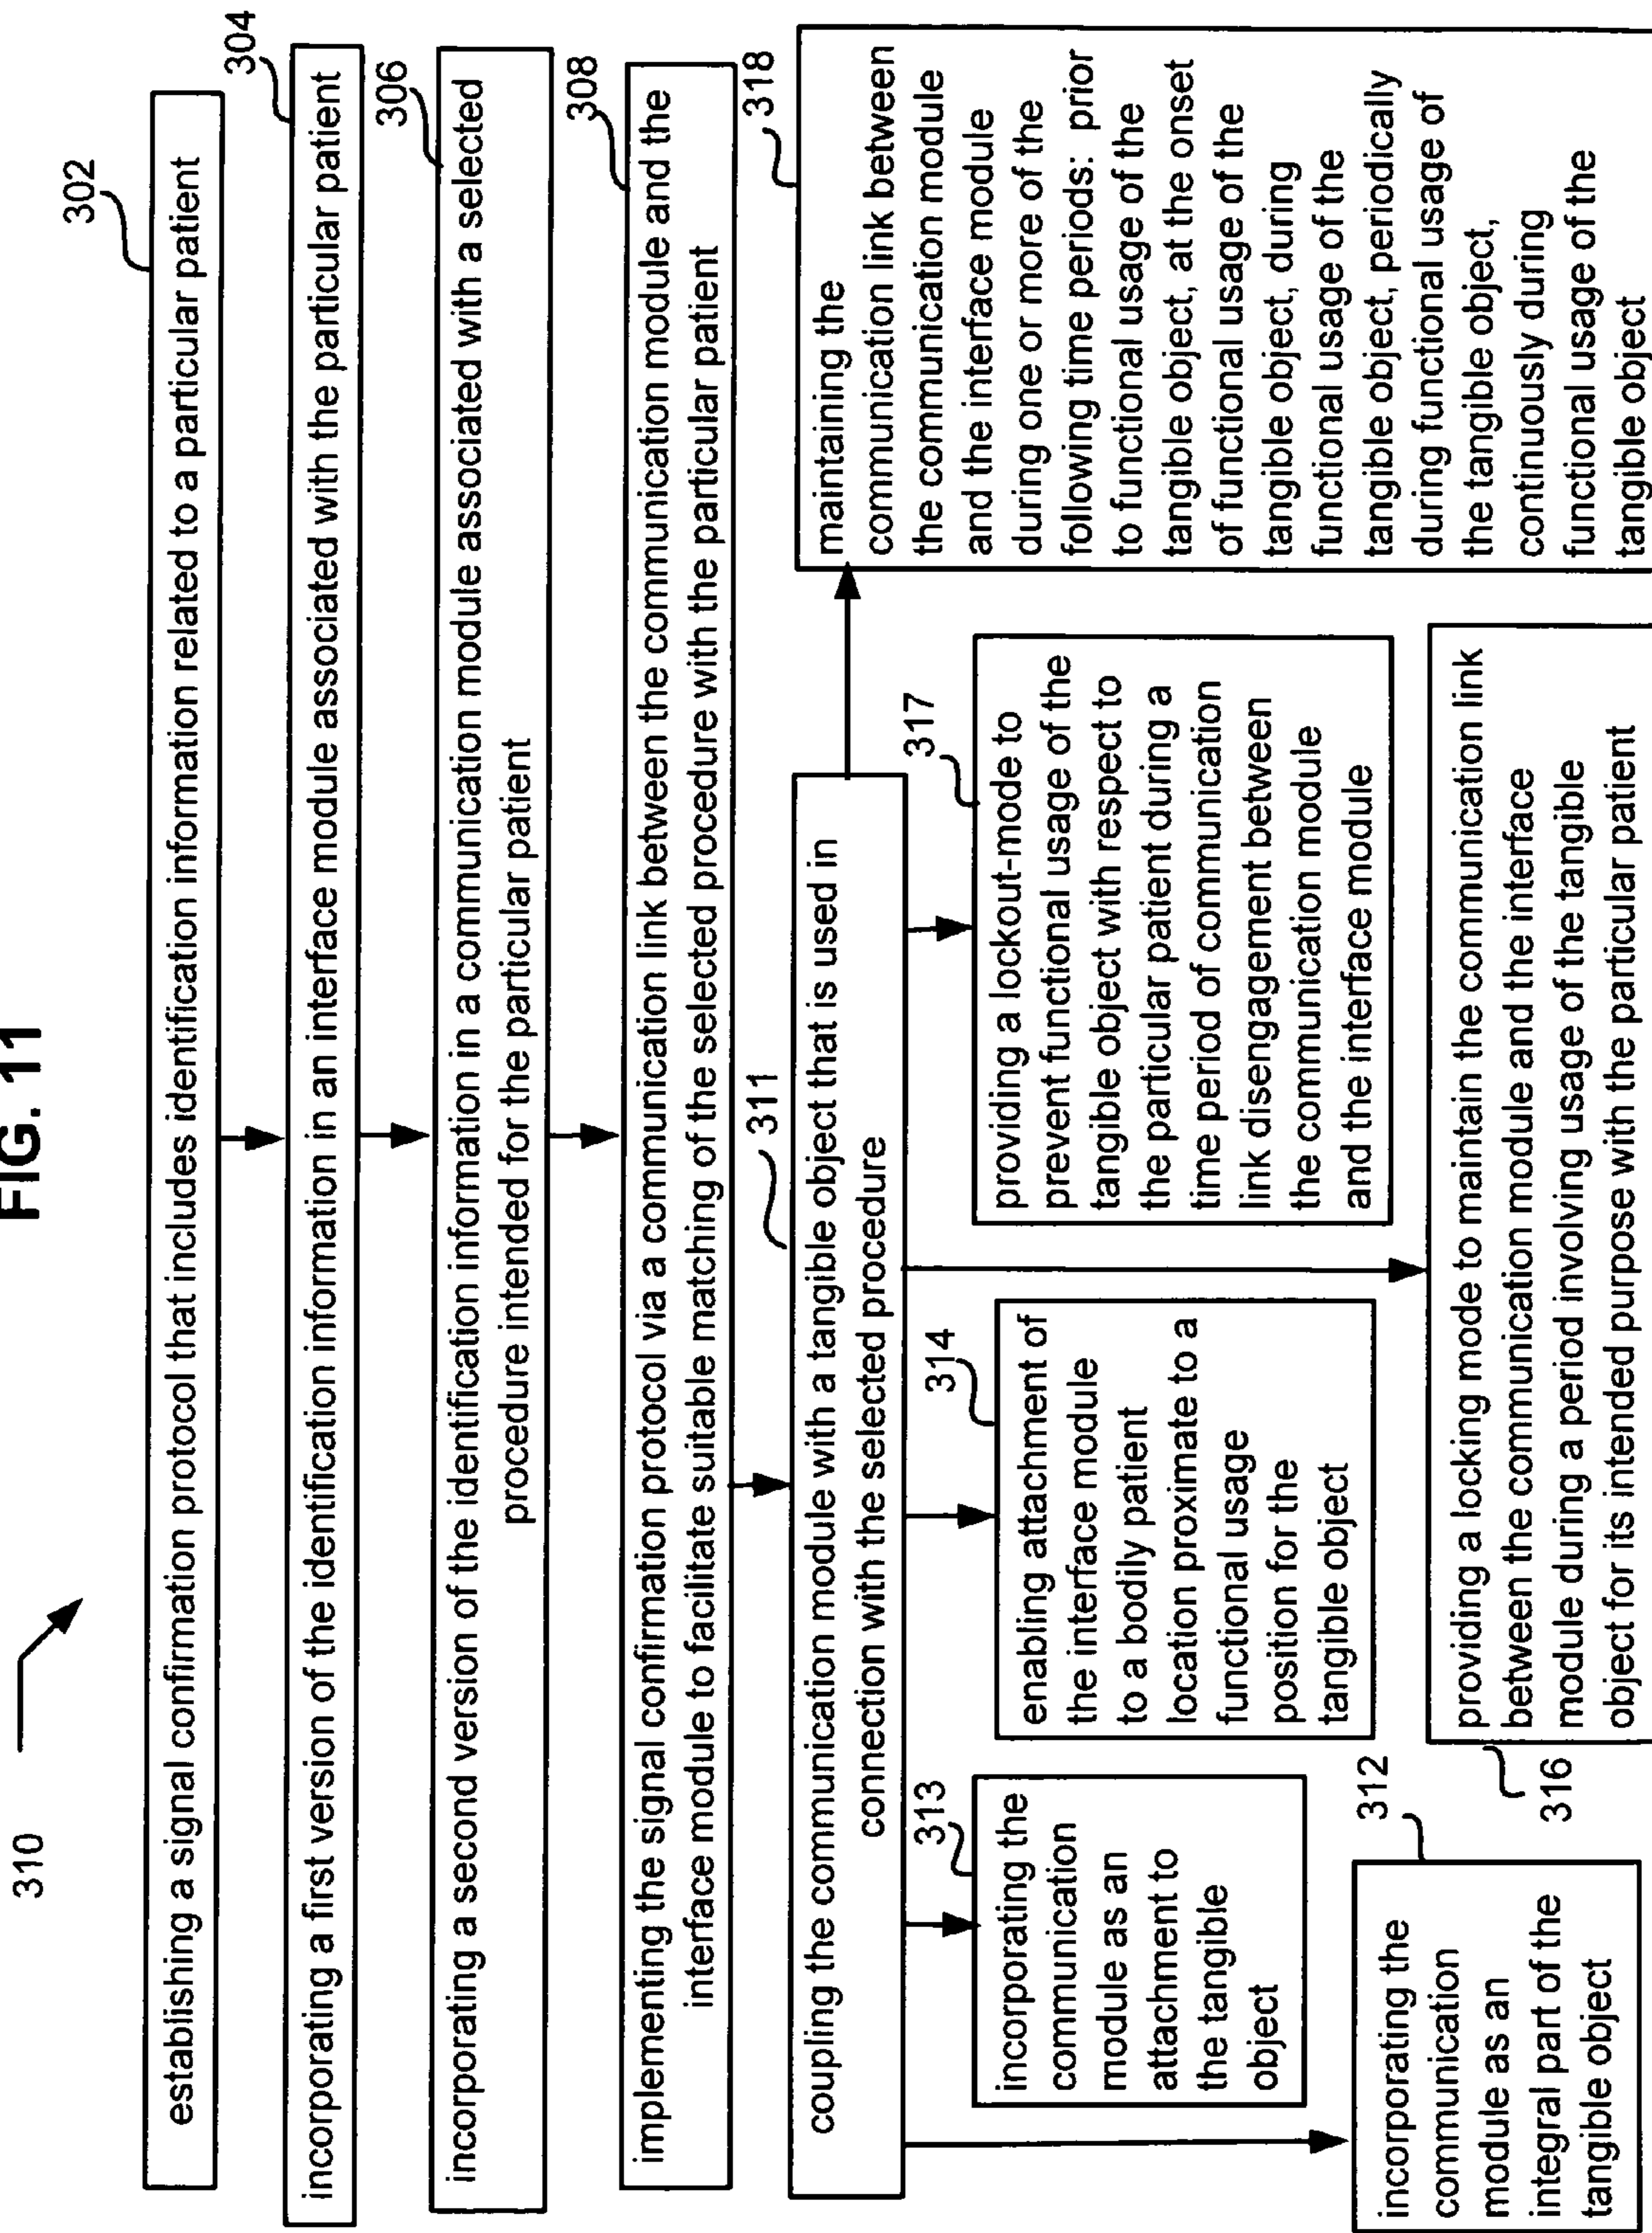 FIG. 11
310
302
establishing a signal confirmation protocol that includes identification information related to a particular patient
304
incorporating a first version of the identification information in an interface module associated with the particular patient
306
incorporating a second version of the identification information in a communication module associated with a selected
procedure intended for the particular patient
308
implementing the signal confirmation protocol via a communication link between the communication module and the
interface module to facilitate suitable matching of the selected procedure with the particular patient
311
coupling the communication module with a tangible object that is used in
connection with the selected procedure
312
incorporating the
communication
module as an
integral part of the
tangible object
313
incorporating the
communication
module as an
attachment to
the tangible
object
314
enabling attachment of
the interface module
to a bodily patient
location proximate to a
functional usage
position for the
tangible object
316
providing a locking mode to maintain the communication link
between the communication module and the interface
module during a period involving usage of the tangible
object for its intended purpose with the particular patient
317
providing a lockout-mode to
prevent functional usage of the
tangible object with respect to
the particular patient during a
time period of communication
link disengagement between
the communication module
and the interface module
318
maintaining the
communication link between
the communication module
and the interface module
during one or more of the
following time periods: prior
to functional usage of the
tangible object, at the onset
of functional usage of the
tangible object, during
functional usage of the
tangible object, periodically
during functional usage of
the tangible object,
continuously during
functional usage of the
tangible object